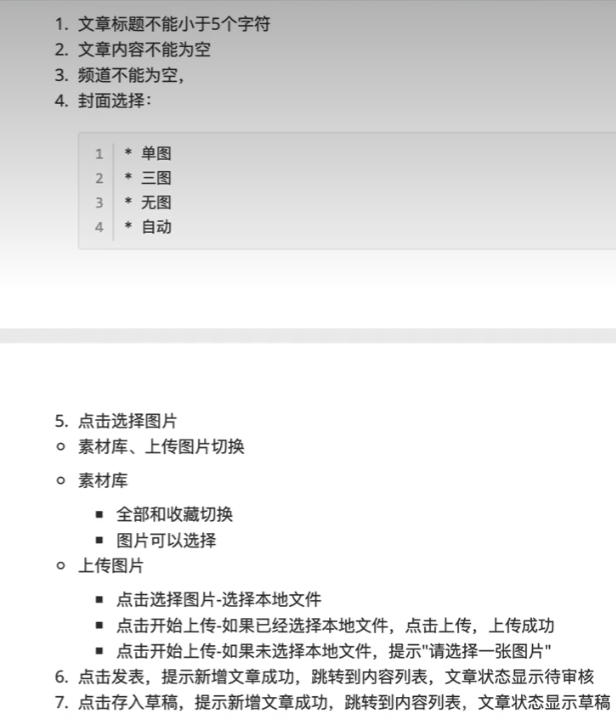 1. 文章标题不能小于5个字符
2. 文章内容不能为空
3. 频道不能为空，
4. 封面选择：
1 * 单图
2 * 三图
3 * 无图
4 * 自动
5. 点击选择图片
素材库、上传图片切换
素材库
全部和收藏切换
图片可以选择
上传图片
点击选择图片-选择本地文件
点击开始上传-如果已经选择本地文件，点击上传，上传成功
点击开始上传-如果未选择本地文件，提示"请选择一张图片"
6. 点击发表，提示新增文章成功，跳转到内容列表，文章状态显示待审核
7. 点击存入草稿，提示新增文章成功，跳转到内容列表，文章状态显示草稿